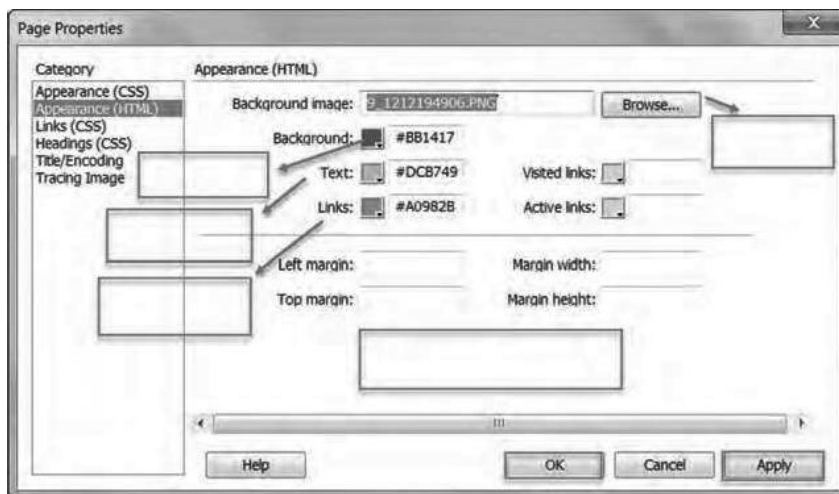 Page Properties
X
Category
Appearance (CSS)
Appearance (HTML)
Links (CSS)
Headings (CSS)
Title/Encoding
Tracing Image
Appearance (HTML)
Background image: 9_1212194906.PNG Browse...
Background: #BB1417
Text: #DCB749 Visited links:
Links: #A0982B Active links:
Left margin: Margin width:
Top margin: Margin height:
Help OK Cancel Apply